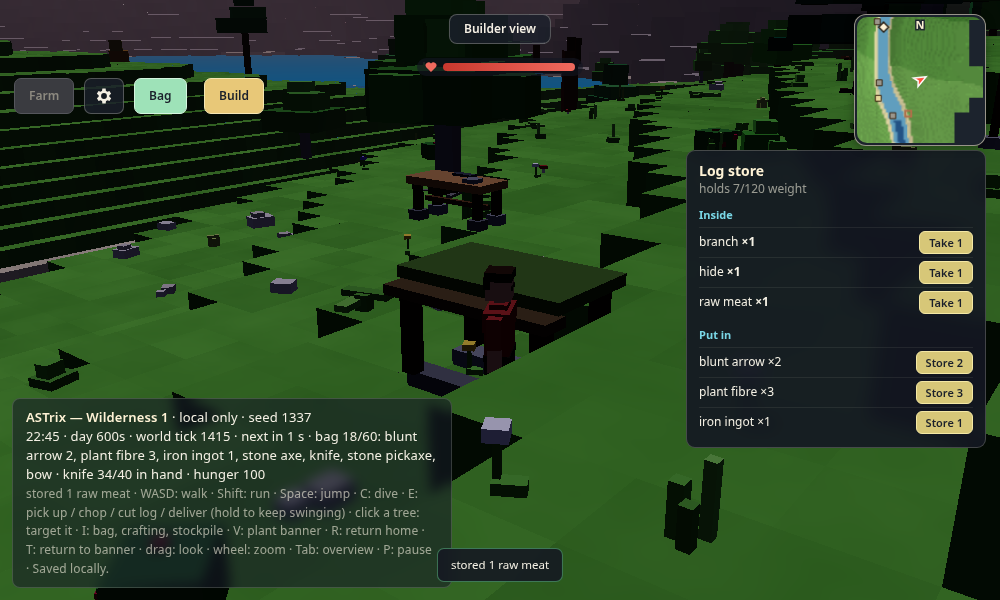 Builder view
N
Farm
Bag
Build
Log store
holds 7/120 weight
Inside
branch ×1
Take 1
hide ×1
Take 1
raw meat ×1
Take 1
Put in
blunt arrow ×2
Store 2
plant fibre ×3
Store 3
iron ingot ×1
Store 1
ASTrix — Wilderness 1 · local only · seed 1337
22:45 · day 600s · world tick 1415 · next in 1 s · bag 18/60: blunt
arrow 2, plant fibre 3, iron ingot 1, stone axe, knife, stone pickaxe,
bow · knife 34/40 in hand · hunger 100
stored 1 raw meat · WASD: walk · Shift: run · Space: jump · C: dive · E:
pick up / chop / cut log / deliver (hold to keep swinging) · click a tree:
target it · I: bag, crafting, stockpile · V: plant banner · R: return home ·
T: return to banner · drag: look · wheel: zoom · Tab: overview · P: pause
· Saved locally.
stored 1 raw meat